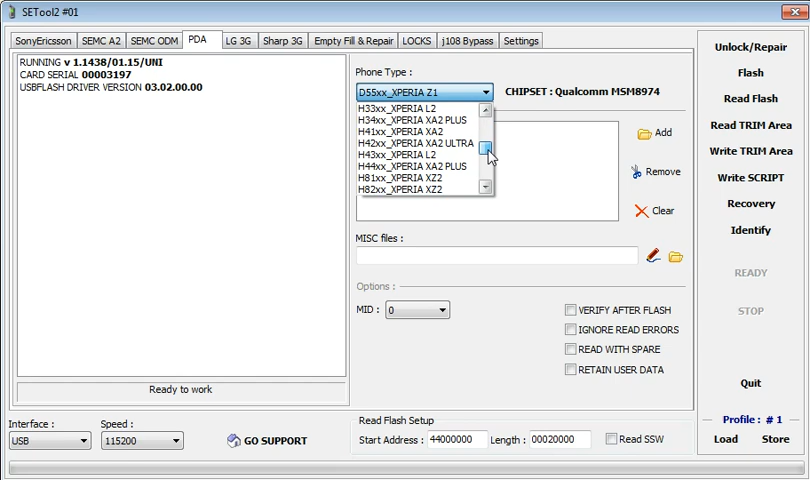 SETool2 #01
SonyEricsson
SEMC A2
SEMC ODM
PDA
LG 3G
Sharp 3G
Empty Fill & Repair
LOCKS
j108 Bypass
Settings
RUNNING v 1.1438/01.15/UNI
CARD SERIAL 00003197
USBFLASH DRIVER VERSION 03.02.00.00
Ready to work
Phone Type :
D55xx_XPERIA Z1
CHIPSET : Qualcomm MSM8974
H33xx_XPERIA L2
H34xx_XPERIA XA2 PLUS
H41xx_XPERIA XA2
H42xx_XPERIA XA2 ULTRA
H43xx_XPERIA L2
H44xx_XPERIA XA2 PLUS
H81xx_XPERIA XZ2
H82xx_XPERIA XZ2
Add
Remove
Clear
MISC files :
Options :
MID : 0
VERIFY AFTER FLASH
IGNORE READ ERRORS
READ WITH SPARE
RETAIN USER DATA
Unlock/Repair
Flash
Read Flash
Read TRIM Area
Write TRIM Area
Write SCRIPT
Recovery
Identify
READY
STOP
Quit
Profile : # 1
Load
Store
Interface :
USB
Speed :
115200
GO SUPPORT
Read Flash Setup
Start Address : 44000000
Length : 00020000
Read SSW